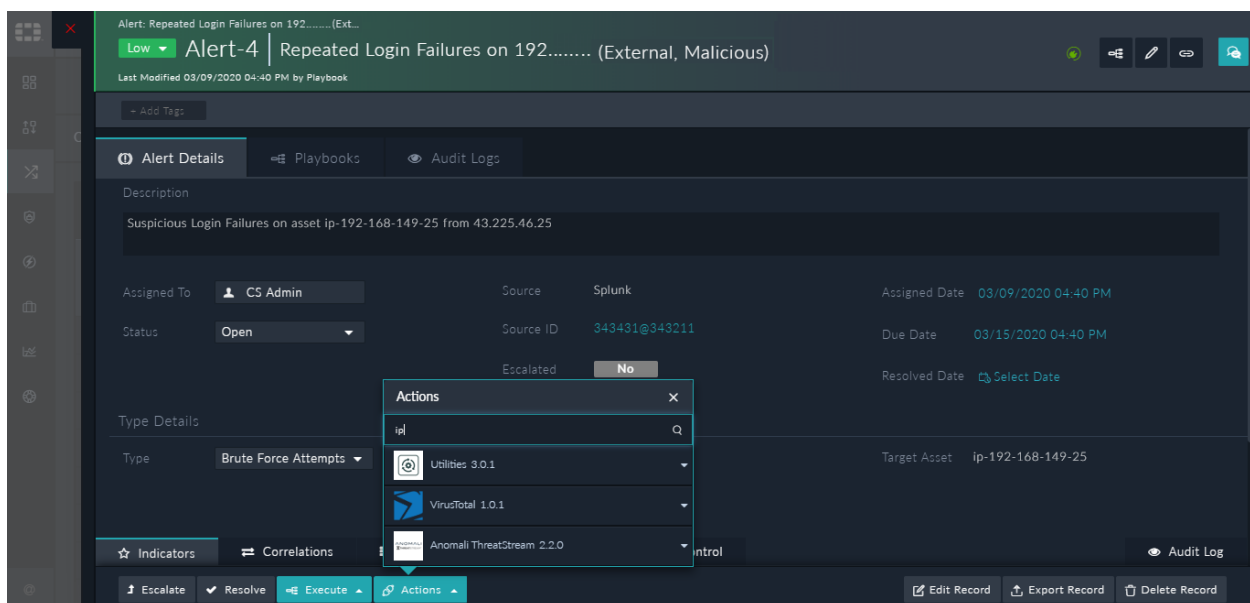 Alert: Repeated Login Failures on 192........(Ext...
Low Alert-4 | Repeated Login Failures on 192........ (External, Malicious)
Last Modified 03/09/2020 04:40 PM by Playbook
+ Add Tags
Alert Details Playbooks Audit Logs
Description
Suspicious Login Failures on asset ip-192-168-149-25 from 43.225.46.25
Assigned To CS Admin Source Splunk Assigned Date 03/09/2020 04:40 PM
Status Open Source ID 343431@343211 Due Date 03/15/2020 04:40 PM
Escalated No Resolved Date Select Date
Actions
Type Details
ip
Type Brute Force Attempts Target Asset ip-192-168-149-25
Utilities 3.0.1
VirusTotal 1.0.1
Anomali ThreatStream 2.2.0
Indicators Correlations ntrol Audit Log
Escalate Resolve Execute Actions Edit Record Export Record Delete Record